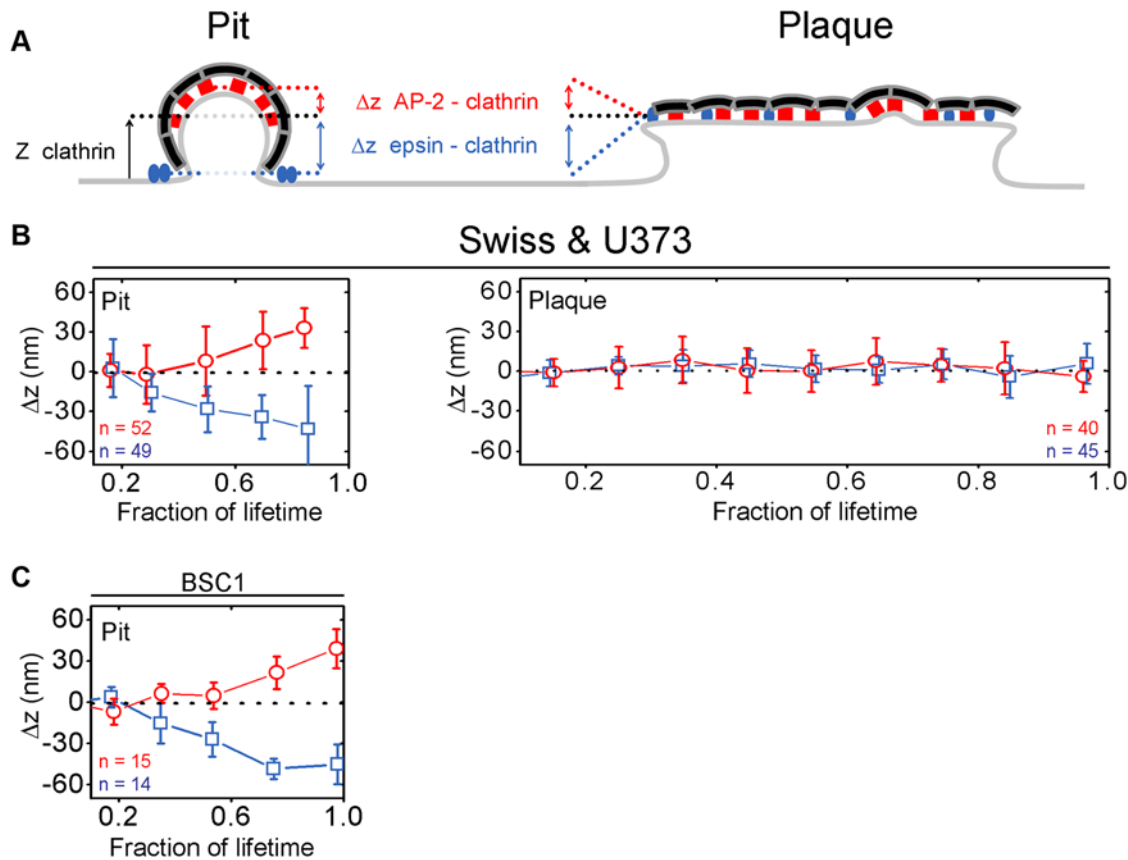 Pit
Plaque
A
Δz AP-2 - clathrin
Z clathrin
Δz epsin - clathrin
B
Swiss & U373
60
30
0
-30
-60
Δz (nm)
Pit
n = 52
n = 49
0.2
0.6
1.0
Fraction of lifetime
60
30
0
-30
-60
Δz (nm)
Plaque
n = 40
n = 45
0.2
0.4
0.6
0.8
1.0
Fraction of lifetime
C
BSC1
60
30
0
-30
-60
Δz (nm)
Pit
n = 15
n = 14
0.2
0.6
1.0
Fraction of lifetime